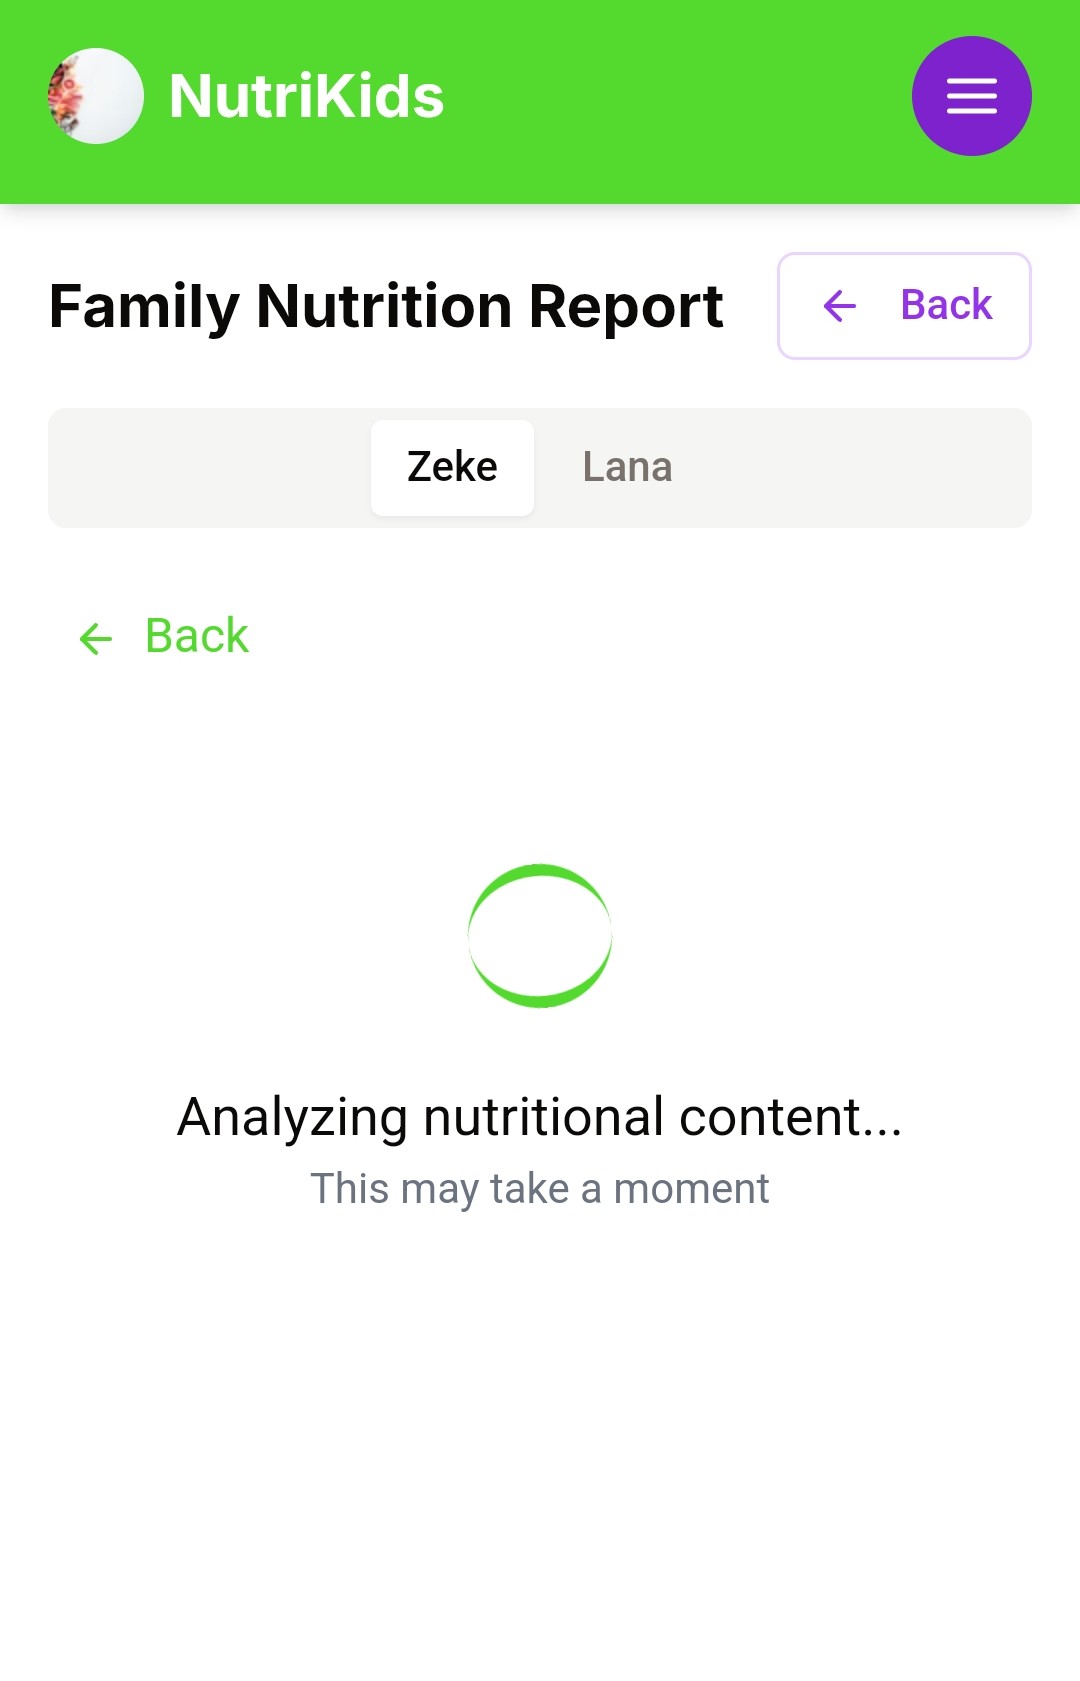 NutriKids
Family Nutrition Report
Back
Zeke Lana
Back
Analyzing nutritional content...
This may take a moment